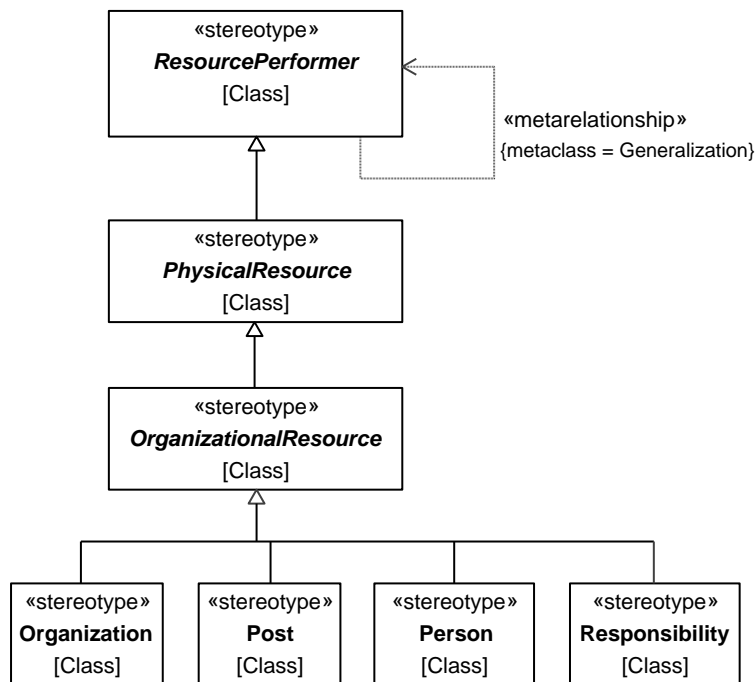 «stereotype»
ResourcePerformer
[Class]
«metarelationship»
{metaclass = Generalization}
«stereotype»
PhysicalResource
[Class]
«stereotype»
OrganizationalResource
[Class]
«stereotype»
Organization
[Class]
«stereotype»
Post
[Class]
«stereotype»
Person
[Class]
«stereotype»
Responsibility
[Class]